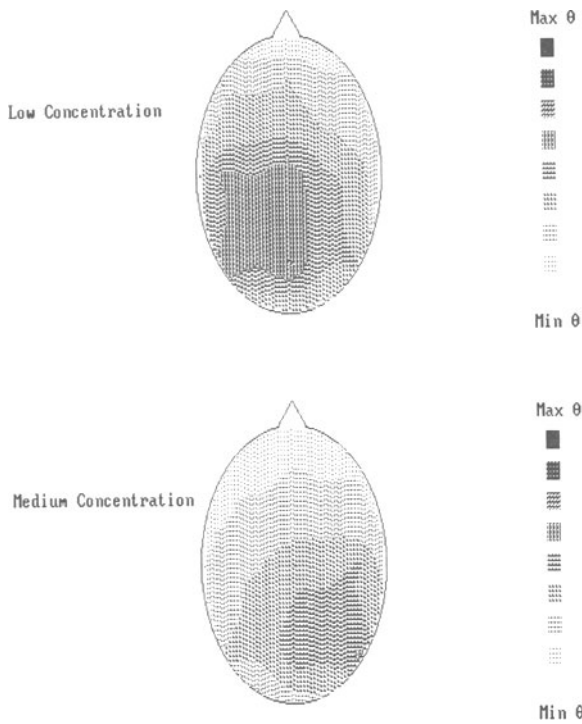 Max θ
Low Concentration
Min θ
Max θ
Medium Concentration
Min θ